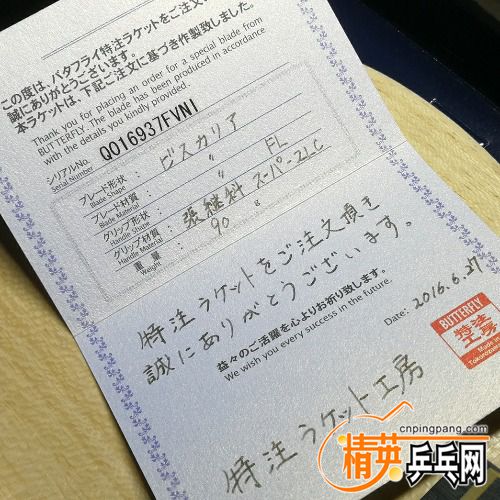 この度は、バタフライ特注ラケットをご注文
誠にありがとうございます。
本ラケットは、下記ご注文に基づき作製致しました。
Thank you for placing an order for a special blade from
BUTTERFLY. The blade has been produced in accordance
with the details you kindly provided.
シリアルNo.
Serial Number
Q016937FVNI
ブレード形状 : ビスカリア
Blade Shape
ブレード材質 : 〃
Blade Material
グリップ形状 : 〃 FL
Handle Shape
グリップ材質 : 張継科 スーパーZLC
Handle Material
重量 : 90 g
Weight
特注ラケットをご注文頂き
誠にありがとうございます。
益々のご活躍を心よりお祈り致します。
We wish you every success in the future.
Date: 2016.6.27
BUTTERFLY
特注
工房
Made in
特注ラケット工房
cnpingpang.com
精英乒乓网